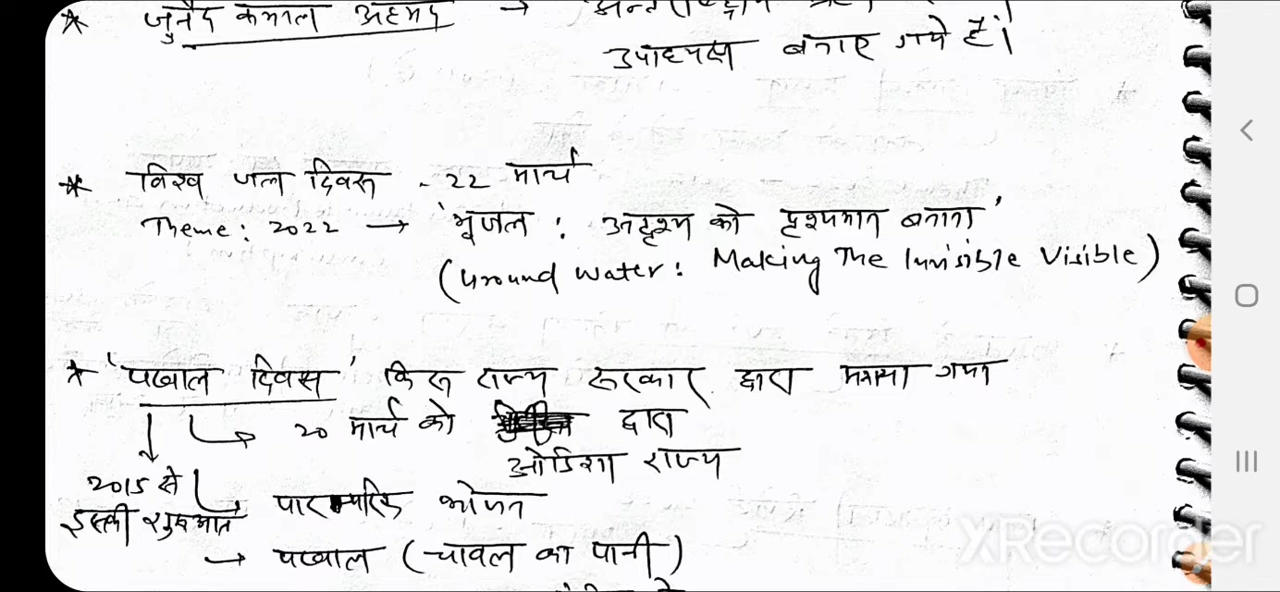 * जुनैद कमाल अहमद →
उपाध्यक्ष बनाए गये हैं।
* विश्व जल दिवस - 22 मार्च
Theme: 2022 → 'भूजल : अदृश्य को दृश्यमान बनाना'
(Ground Water: Making The Invisible Visible)
* 'पखाल दिवस' किस राज्य सरकार द्वारा मनाया गया
20 मार्च को द्वारा
ओडिशा राज्य
2015 से
इसकी शुरुआत
पारम्परिक भोजन
→ पखाल (चावल का पानी)
XRecorder